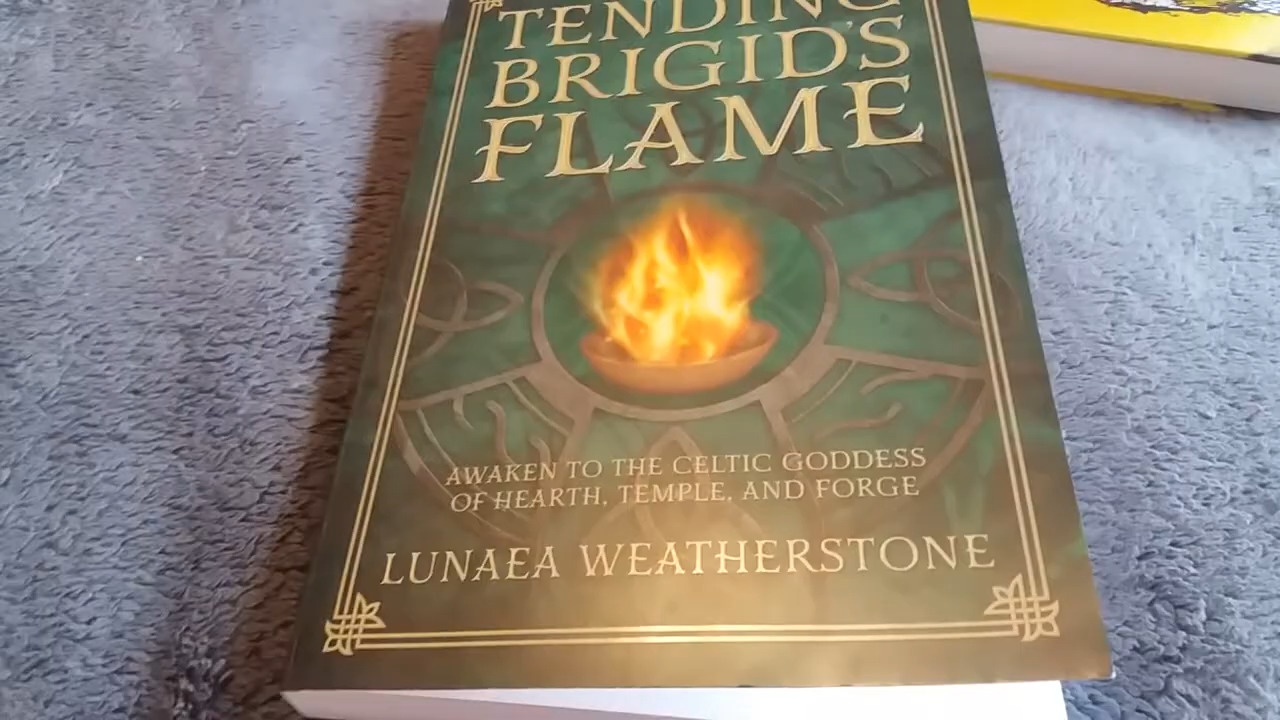 TENDING
BRIGID'S
FLAME
AWAKEN TO THE CELTIC GODDESS
OF HEARTH, TEMPLE, AND FORGE
LUNAEA WEATHERSTONE